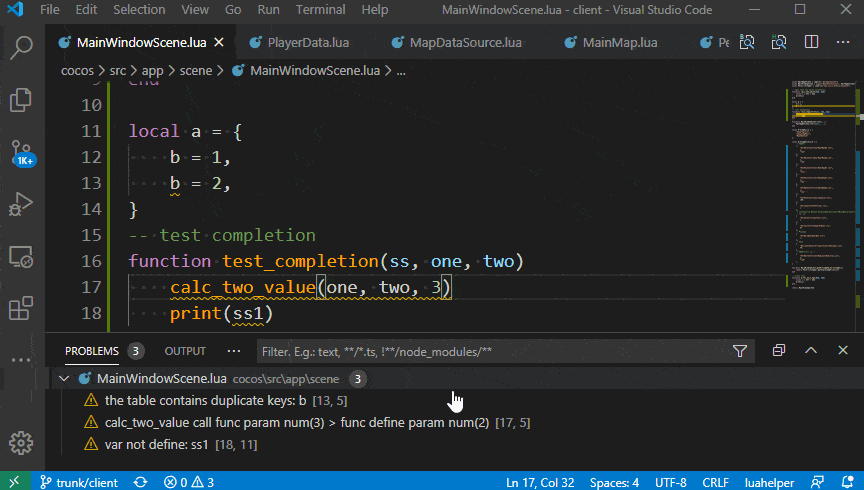 File Edit Selection View Go Run Terminal Help MainWindowScene.lua - client - Visual Studio Code
MainWindowScene.lua PlayerData.lua MapDataSource.lua MainMap.lua Pe
cocos > src > app > scene > MainWindowScene.lua > ...
9 end
10
11 local a = {
12 b = 1,
13 b = 2,
14 }
15 -- test completion
16 function test_completion(ss, one, two)
17 calc_two_value(one, two, 3)
18 print(ss1)
1K+
PROBLEMS 3 OUTPUT ... Filter. E.g.: text, **/*.ts, !**/node_modules/**
MainWindowScene.lua cocos\src\app\scene 3
the table contains duplicate keys: b [13, 5]
calc_two_value call func param num(3) > func define param num(2) [17, 5]
var not define: ss1 [18, 11]
trunk/client 0 3 Ln 17, Col 32 Spaces: 4 UTF-8 CRLF luahelper